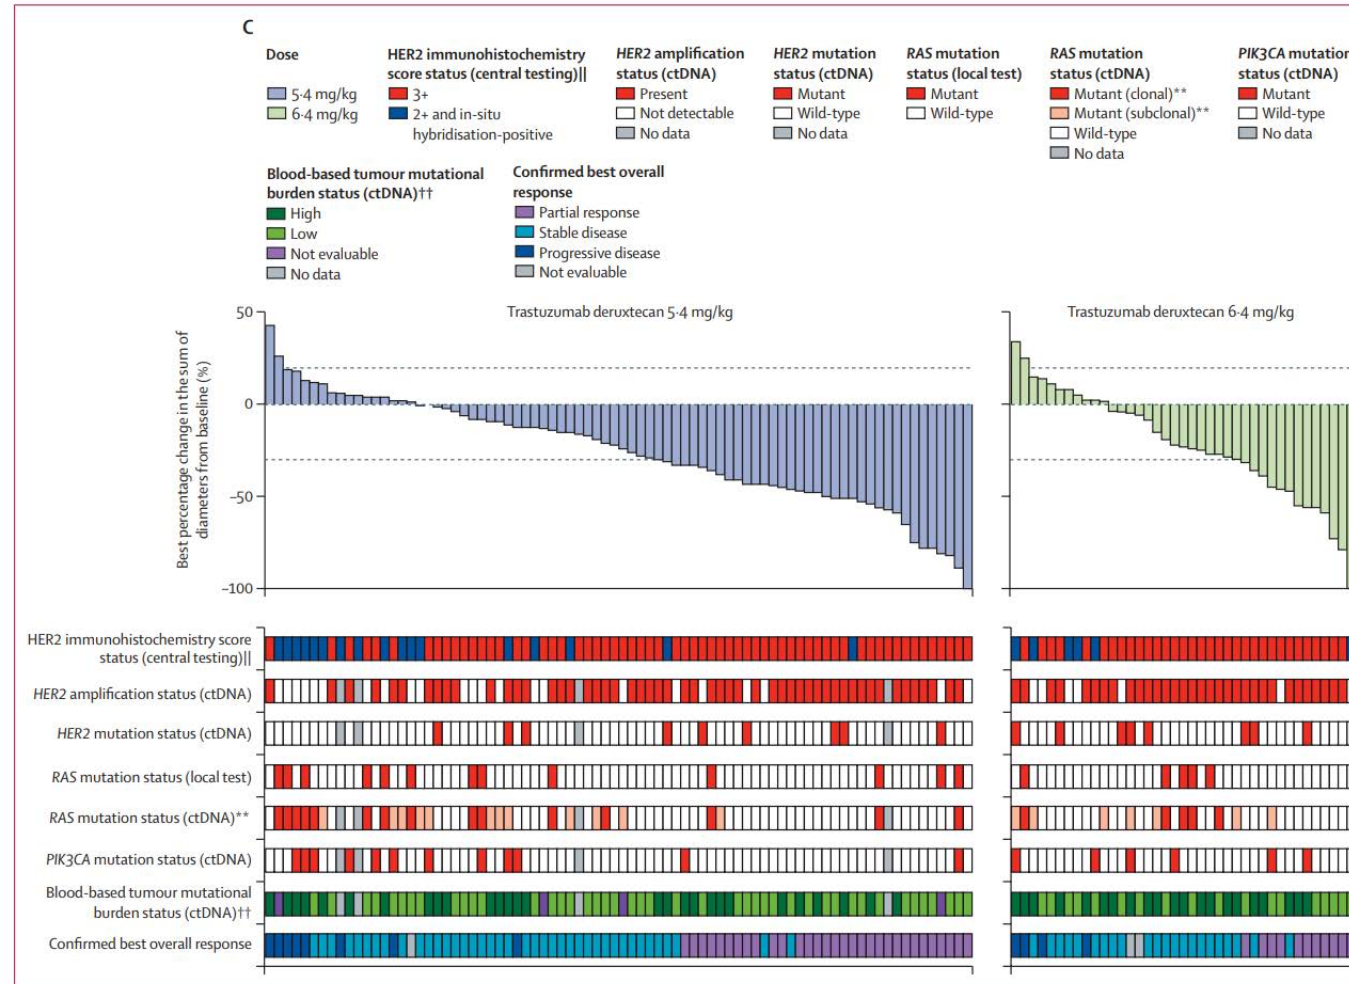 C
Dose
5·4 mg/kg
6·4 mg/kg
HER2 immunohistochemistry
score status (central testing)||
3+
2+ and in-situ
hybridisation-positive
HER2 amplification
status (ctDNA)
Present
Not detectable
No data
HER2 mutation
status (ctDNA)
Mutant
Wild-type
No data
RAS mutation
status (local test)
Mutant
Wild-type
RAS mutation
status (ctDNA)
Mutant (clonal)**
Mutant (subclonal)**
Wild-type
No data
PIK3CA mutation
status (ctDNA)
Mutant
Wild-type
No data
Blood-based tumour mutational
burden status (ctDNA)††
High
Low
Not evaluable
No data
Confirmed best overall
response
Partial response
Stable disease
Progressive disease
Not evaluable
Trastuzumab deruxtecan 5·4 mg/kg
Trastuzumab deruxtecan 6·4 mg/kg
Best percentage change in the sum of
diameters from baseline (%)
50
0
–50
–100
HER2 immunohistochemistry score
status (central testing)||
HER2 amplification status (ctDNA)
HER2 mutation status (ctDNA)
RAS mutation status (local test)
RAS mutation status (ctDNA)**
PIK3CA mutation status (ctDNA)
Blood-based tumour mutational
burden status (ctDNA)††
Confirmed best overall response